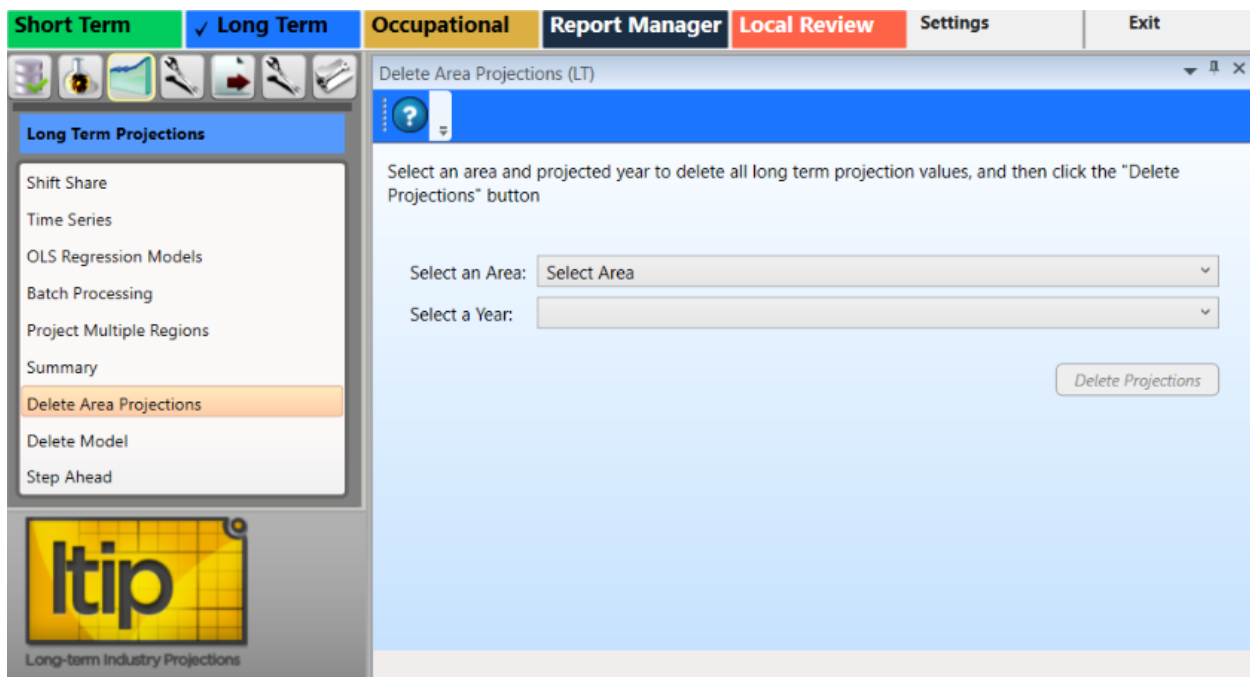 Short Term
✓ Long Term
Occupational
Report Manager
Local Review
Settings
Exit
Long Term Projections
Shift Share
Time Series
OLS Regression Models
Batch Processing
Project Multiple Regions
Summary
Delete Area Projections
Delete Model
Step Ahead
ltip
Long-term Industry Projections
Delete Area Projections (LT)
?
Select an area and projected year to delete all long term projection values, and then click the "Delete
Projections" button
Select an Area: Select Area
Select a Year:
Delete Projections